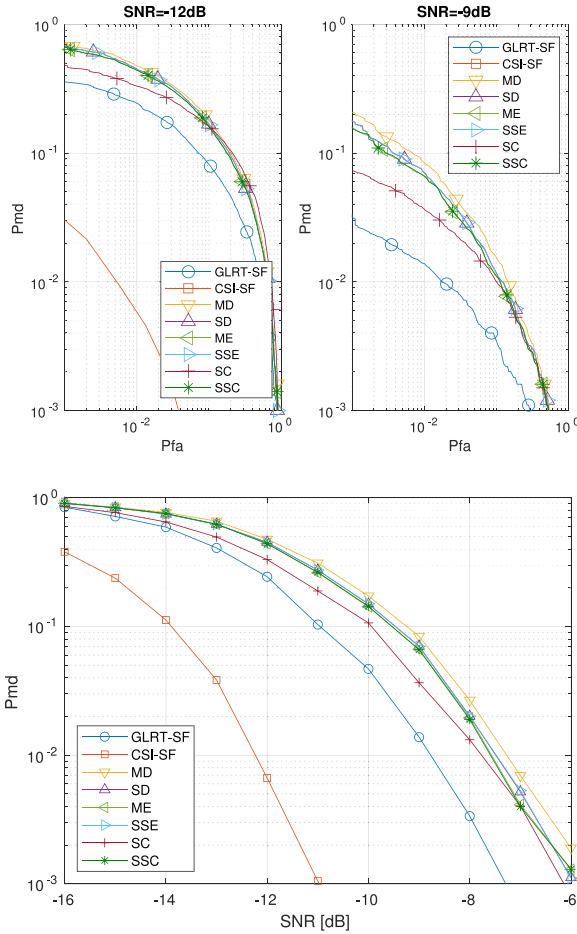 SNR=-12dB
10^0
10^-1
10^-2
10^-3
Pmd
10^-2
10^0
Pfa
GLRT-SF
CSI-SF
MD
SD
ME
SSE
SC
SSC
SNR=-9dB
10^0
10^-1
10^-2
10^-3
Pmd
10^-2
10^0
Pfa
GLRT-SF
CSI-SF
MD
SD
ME
SSE
SC
SSC
10^0
10^-1
10^-2
10^-3
Pmd
GLRT-SF
CSI-SF
MD
SD
ME
SSE
SC
SSC
-16 -14 -12 -10 -8 -6
SNR [dB]